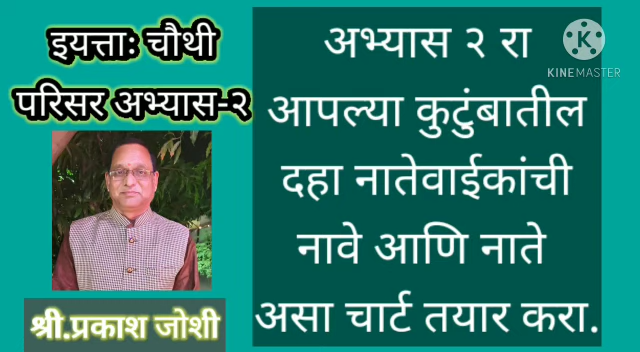 इयत्ताः चौथी
परिसर अभ्यास-२
श्री.प्रकाश जोशी
अभ्यास २ रा
आपल्या कुटुंबातील
दहा नातेवाईकांची
नावे आणि नाते
असा चार्ट तयार करा.
KINEMASTER